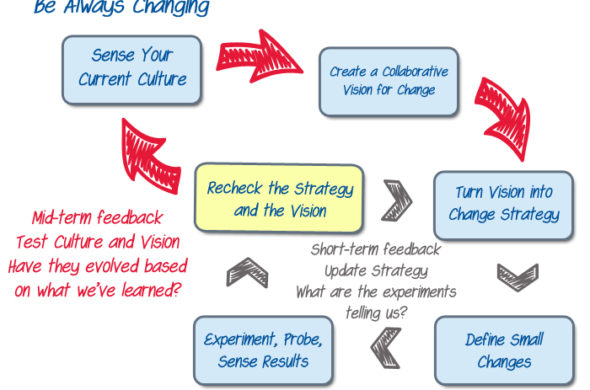 Be Always Changing
Sense Your
Current Culture
Create a Collaborative
Vision for Change
Recheck the Strategy
and the Vision
Turn Vision into
Change Strategy
Mid-term feedback
Test Culture and Vision
Have they evolved based
on what we've learned?
Short-term feedback
Update Strategy
What are the experiments
telling us?
Experiment, Probe,
Sense Results
Define Small
Changes